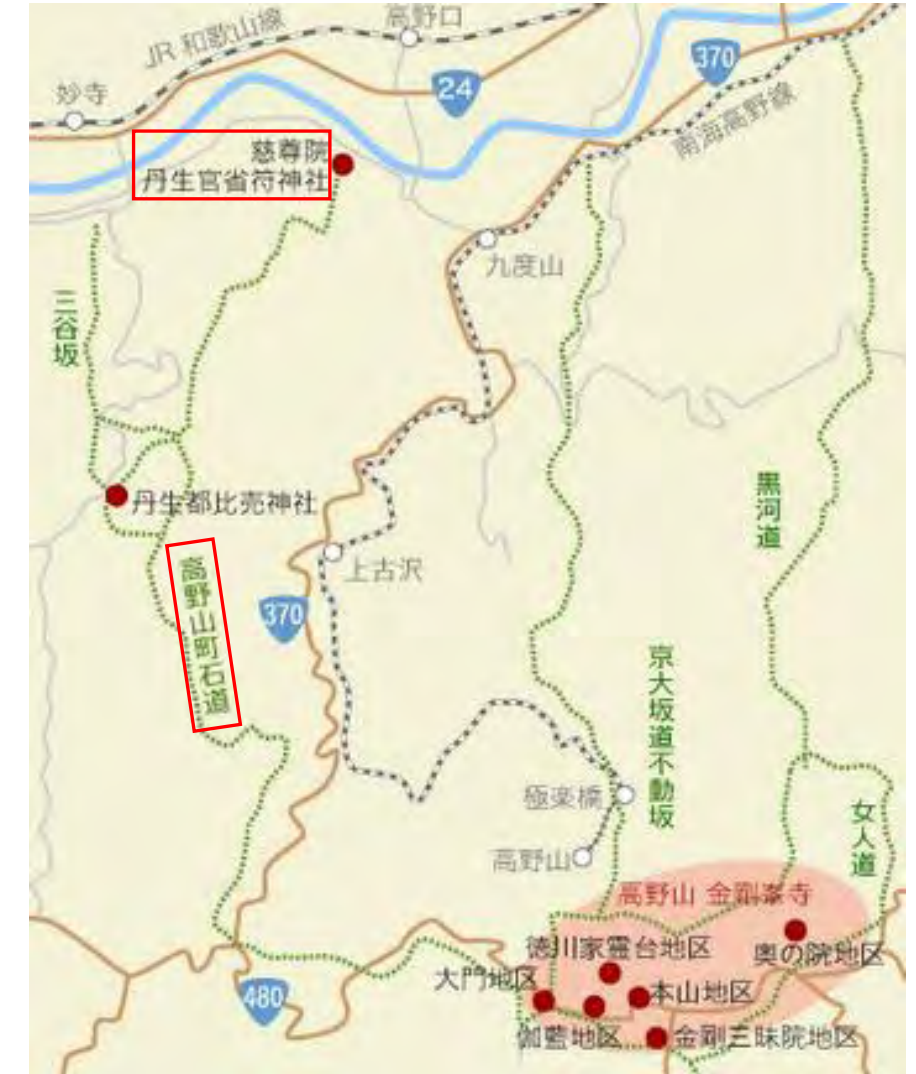 高野口
JR 和歌山線
370
妙寺
24
南海高野線
慈尊院
丹生官省符神社
九度山
三谷坂
黒河道
丹生都比売神社
高野山町石道
上古沢
370
京大坂道不動坂
極楽橋
女人道
高野山
高野山 金剛峯寺
徳川家霊台地区
奥の院地区
大門地区
本山地区
480
伽藍地区
金剛三昧院地区